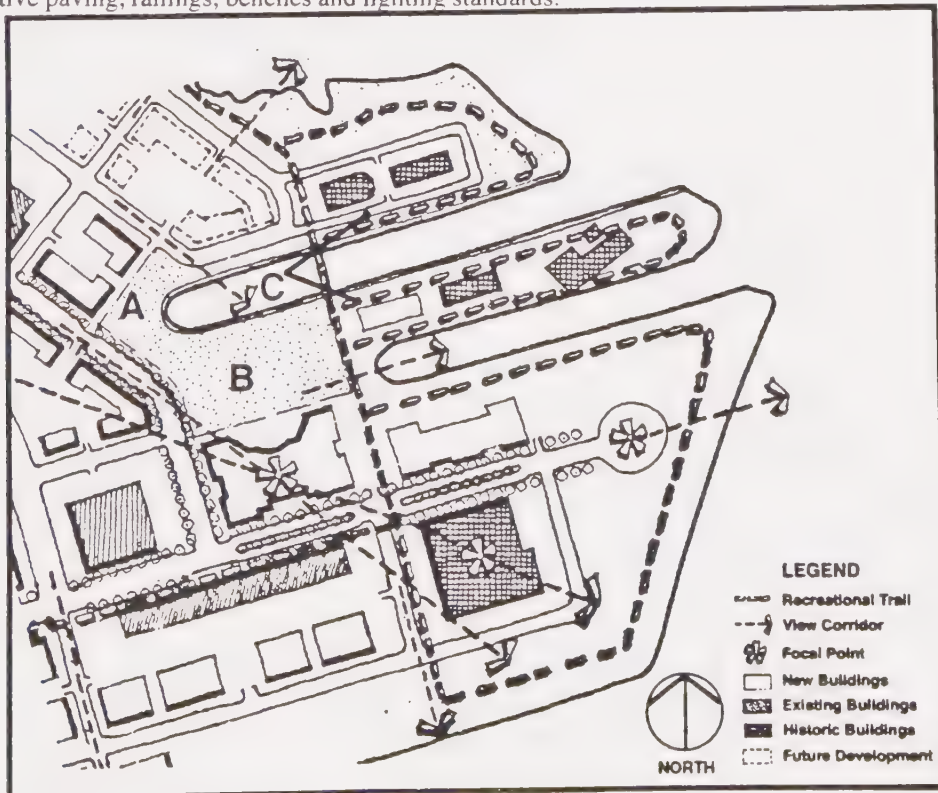 tive paving, railings, benches and lighting standards.
A
C
B
LEGEND
Recreational Trail
View Corridor
Focal Point
New Buildings
Existing Buildings
Historic Buildings
Future Development
NORTH